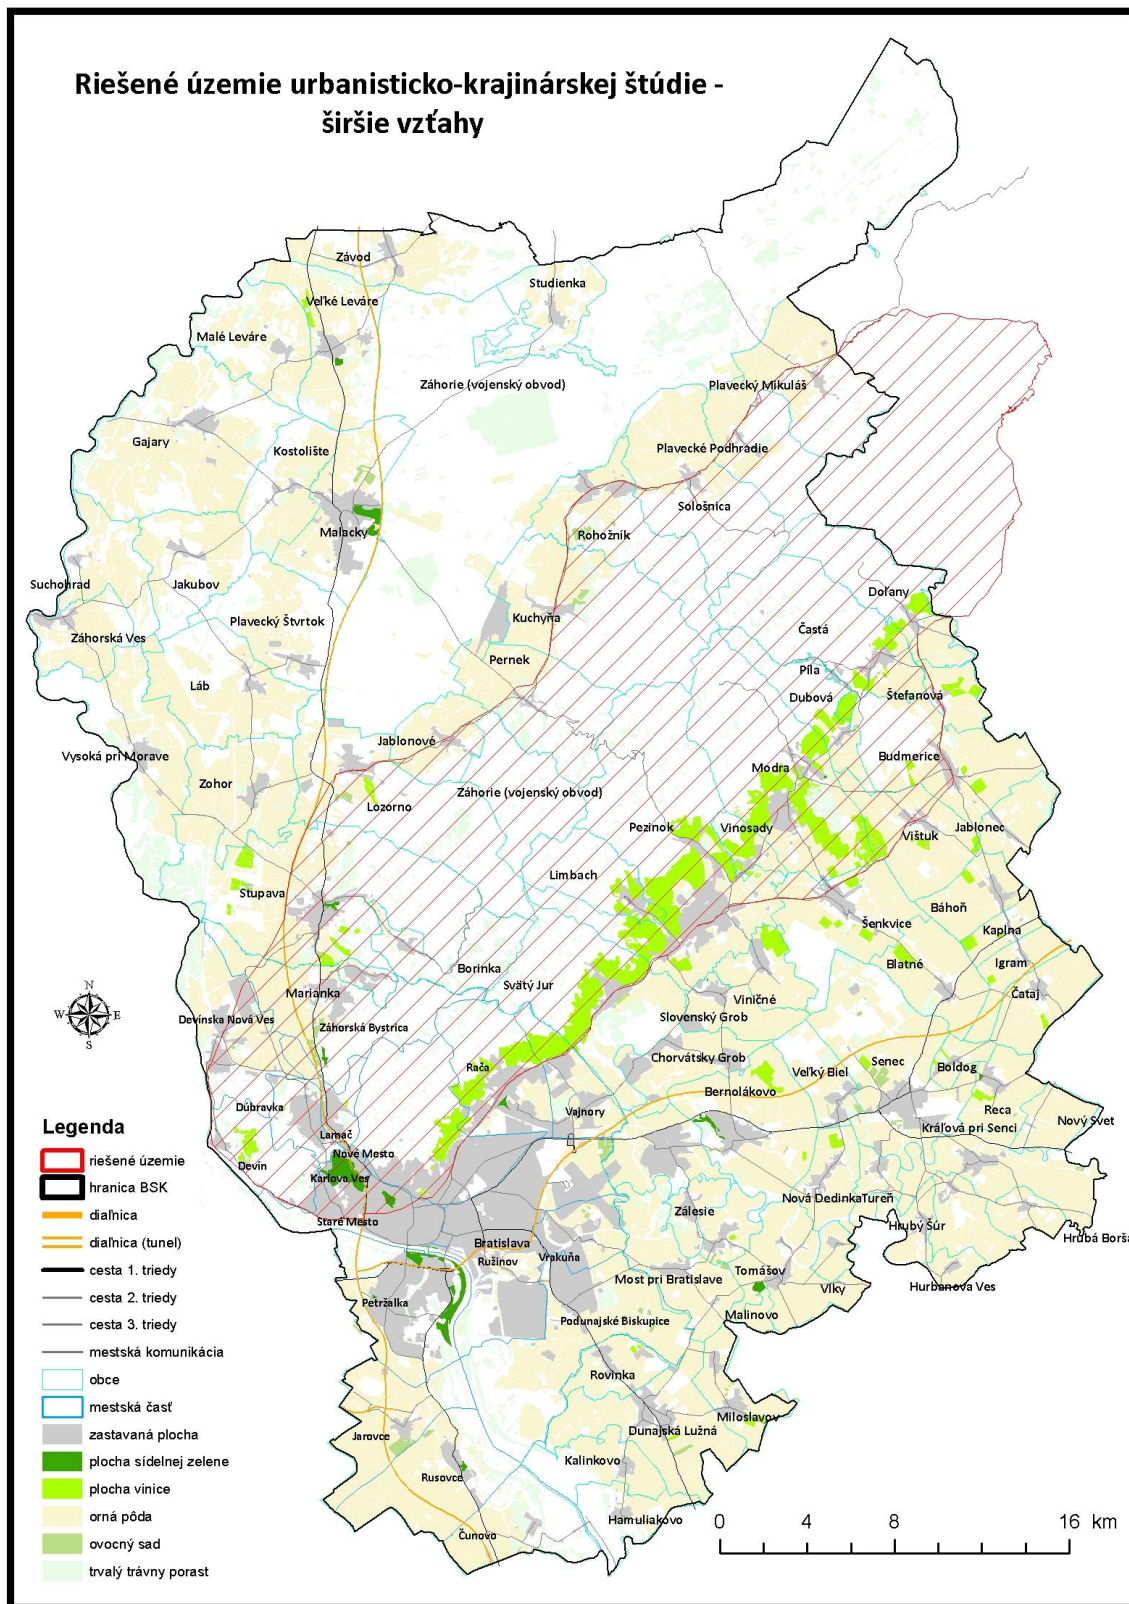 Riešené územie urbanisticko-krajinárskej štúdie -
širšie vzťahy
Závod
Studienka
Veľké Leváre
Malé Leváre
Záhorie (vojenský obvod)
Plavecký Mikuláš
Gajary
Kostolište
Plavecké Podhradie
Sološnica
Malacky
Rohožník
Suchohrad
Jakubov
Doľany
Kuchyňa
Plavecký Štvrtok
Častá
Záhorská Ves
Pernek
Píla
Láb
Dubová
Štefanová
Jablonové
Vysoká pri Morave
Budmerice
Modra
Zohor
Záhorie (vojenský obvod)
Lozorno
Pezinok
Vinosady
Vištuk
Jablonec
Limbach
Stupava
Báhoň
Šenkvice
Kaplna
Blatné
Igram
Borinka
Svätý Jur
Čataj
Marianka
Viničné
N
W
E
S
Devínska Nová Ves
Záhorská Bystrica
Slovenský Grob
Chorvátsky Grob
Rača
Senec
Boldog
Veľký Biel
Bernolákovo
Dúbravka
Vajnory
Reca
Nový Svet
Kráľová pri Senci
Lamač
Nové Mesto
Devín
Karlova Ves
Nová Dedinka
Tureň
Staré Mesto
Zálesie
Hrubý Šúr
Hrubá Borša
Bratislava
Ružinov
Vrakuňa
Most pri Bratislave
Tomášov
Vlky
Hurbanova Ves
Petržalka
Malinovo
Podunajské Biskupice
Rovinka
Miloslavov
Dunajská Lužná
Jarovce
Kalinkovo
Rusovce
Hamuliakovo
Čunovo
Legenda
riešené územie
hranica BSK
diaľnica
diaľnica (tunel)
cesta 1. triedy
cesta 2. triedy
cesta 3. triedy
mestská komunikácia
obce
mestská časť
zastavaná plocha
plocha sídelnej zelene
plocha vinice
orná pôda
ovocný sad
trvalý trávny porast
0 4 8 16 km